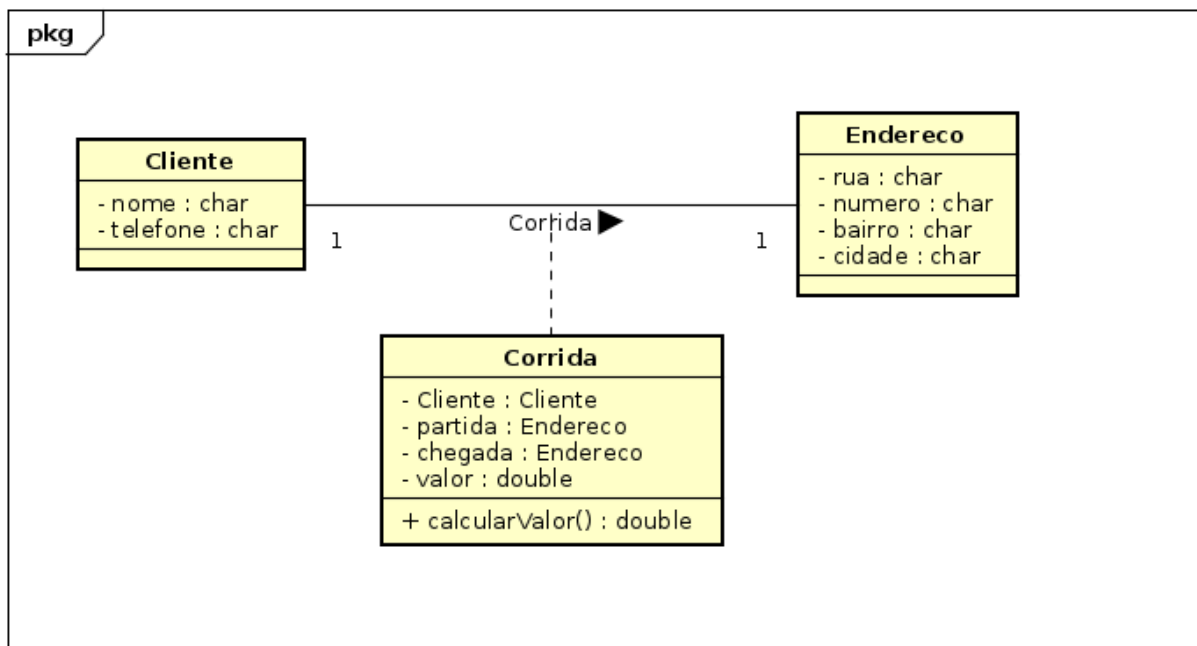 pkg
Cliente
- nome : char
- telefone : char
Endereco
- rua : char
- numero : char
- bairro : char
- cidade : char
Corrida
1
1
Corrida
- Cliente : Cliente
- partida : Endereco
- chegada : Endereco
- valor : double
+ calcularValor() : double